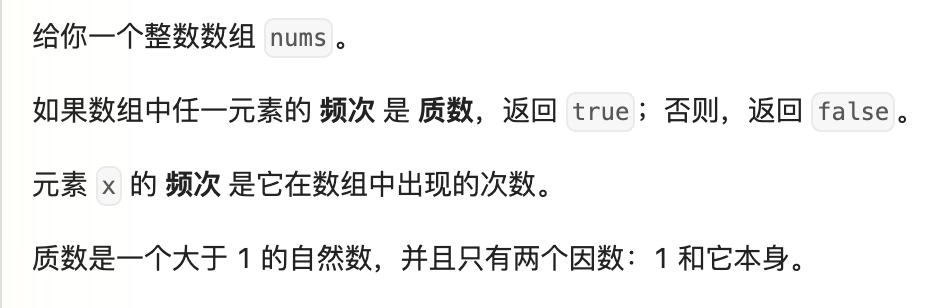 给你一个整数数组 nums 。
如果数组中任一元素的 频次 是 质数，返回 true；否则，返回 false。
元素 x 的 频次 是它在数组中出现的次数。
质数是一个大于 1 的自然数，并且只有两个因数：1 和它本身。